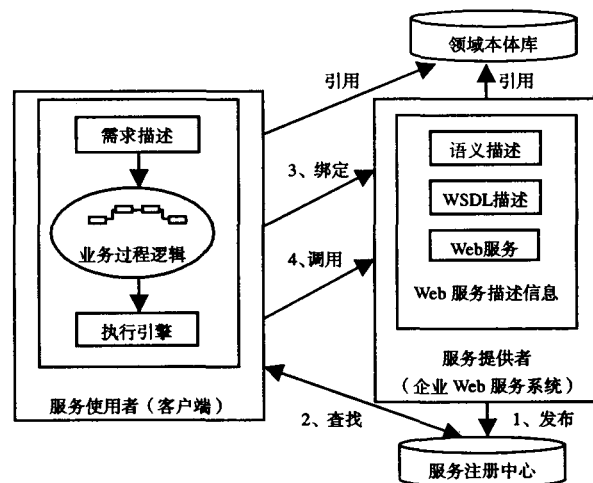 领域本体库
引用
引用
需求描述
业务过程逻辑
执行引擎
服务使用者（客户端）
3、绑定
4、调用
语义描述
WSDL描述
Web服务
Web 服务描述信息
服务提供者
（企业 Web 服务系统）
2、查找
1、发布
服务注册中心